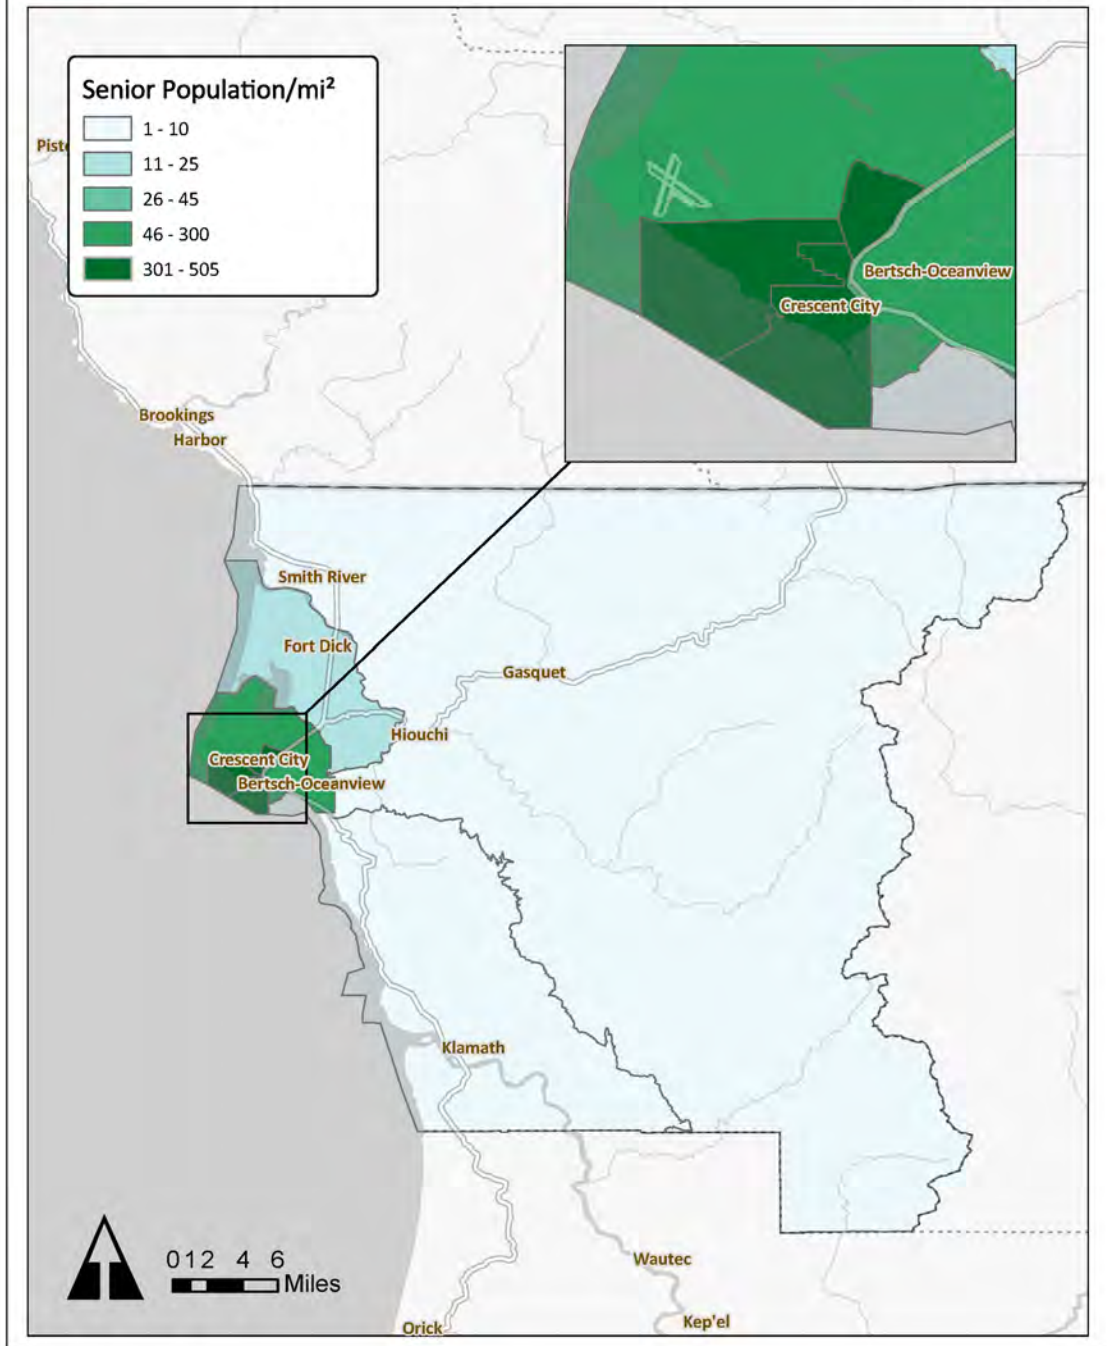 Senior Population/mi²
1 - 10
11 - 25
26 - 45
46 - 300
301 - 505
Pist
Bertsch-Oceanview
Crescent City
Brookings
Harbor
Smith River
Fort Dick
Gasquet
Hiouchi
Crescent City
Bertsch-Oceanview
Klamath
0 1 2 4 6
Miles
Wautec
Kep'el
Orick